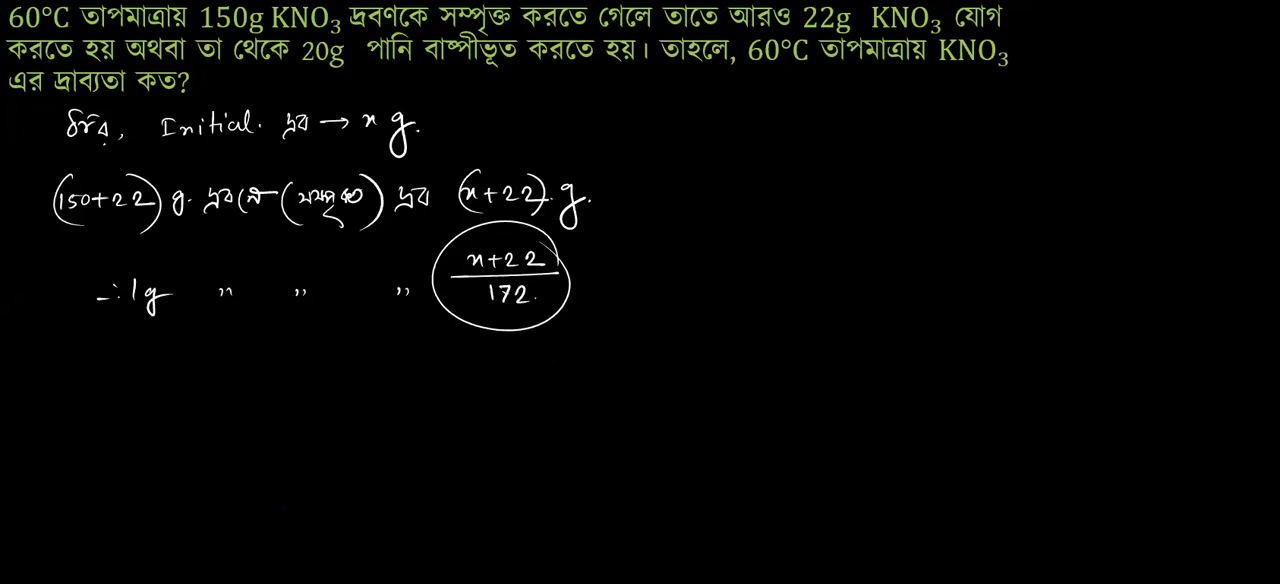 60°C তাপমাত্রায় 150g KNO₃ দ্রবণকে সম্পৃক্ত করতে গেলে তাতে আরও 22g KNO₃ যোগ
করতে হয় অথবা তা থেকে 20g পানি বাষ্পীভূত করতে হয়। তাহলে, 60°C তাপমাত্রায় KNO₃
এর দ্রাব্যতা কত?
ধরি, Initial. দ্রব → x g.
(150+22) g. দ্রবণে (সম্পৃক্ত) দ্রব (x+22). g.
∴ 1g " " " x+22
172.